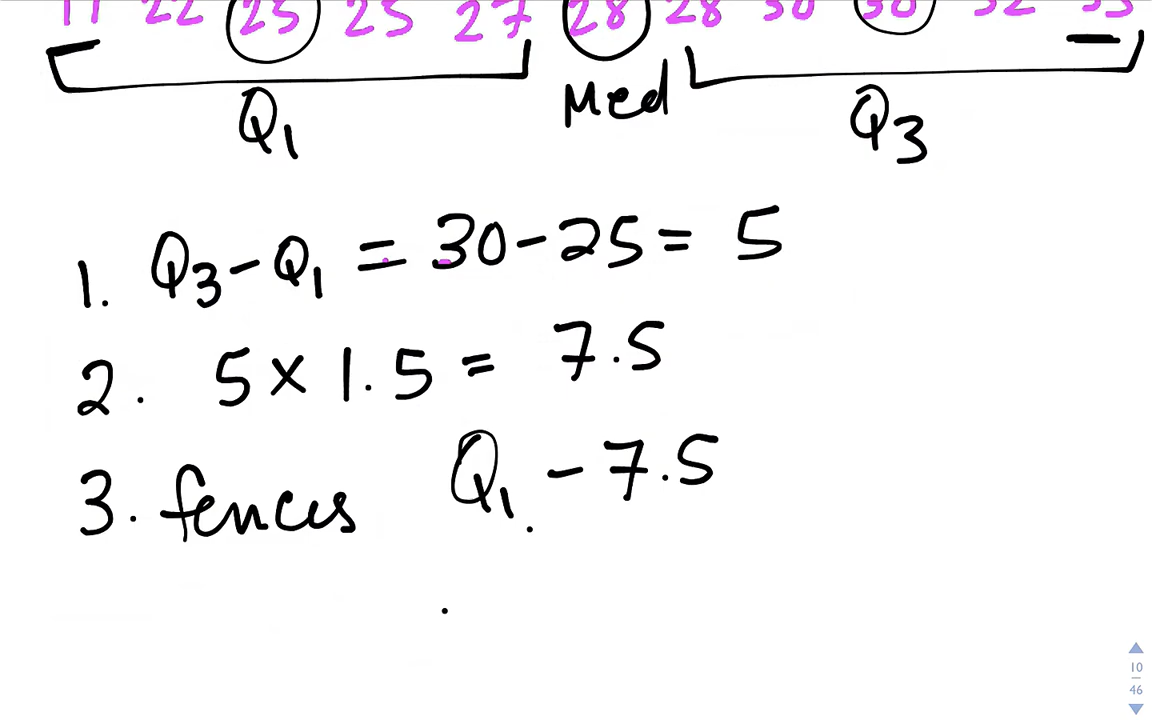 22 25 25 27 28 28 30 30 32
Q1 Med Q3
1. Q3 - Q1 = 30 - 25 = 5
2. 5 × 1.5 = 7.5
3. fences Q1 - 7.5
10
46